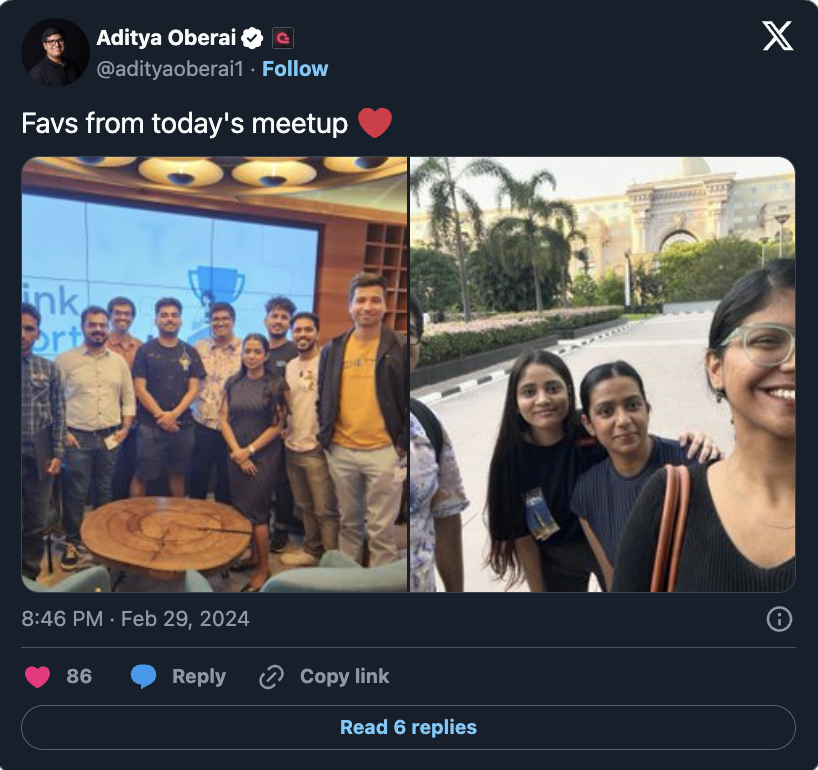 Aditya Oberai
@adityaoberai1 · Follow
Favs from today's meetup ❤️
ink
ort
8:46 PM · Feb 29, 2024
86 Reply Copy link
Read 6 replies